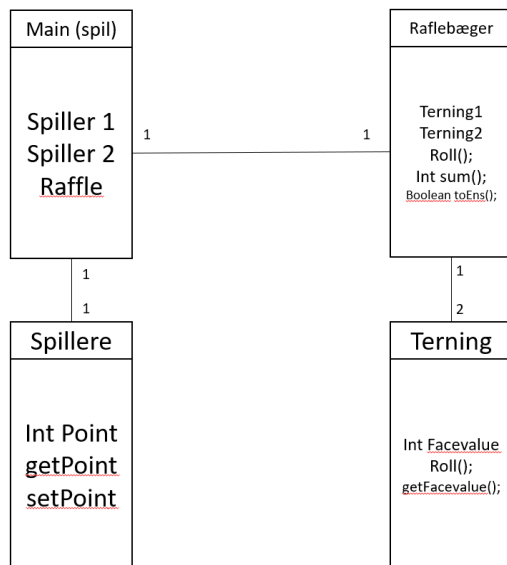 Main (spil)
Spiller 1
Spiller 2
Raffle
1
1
Raflebæger
Terning1
Terning2
Roll();
Int sum();
Boolean toEns();
1
1
1
2
Spillere
Int Point
getPoint
setPoint
Terning
Int Facevalue
Roll();
getFacevalue();